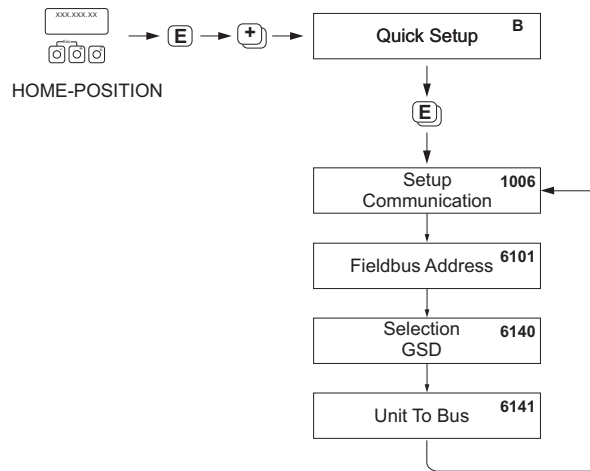 xxx.xxx.xx
Esc
E
+
Quick Setup
B
HOME-POSITION
E
Setup
Communication
1006
Fieldbus Address
6101
Selection
GSD
6140
Unit To Bus
6141